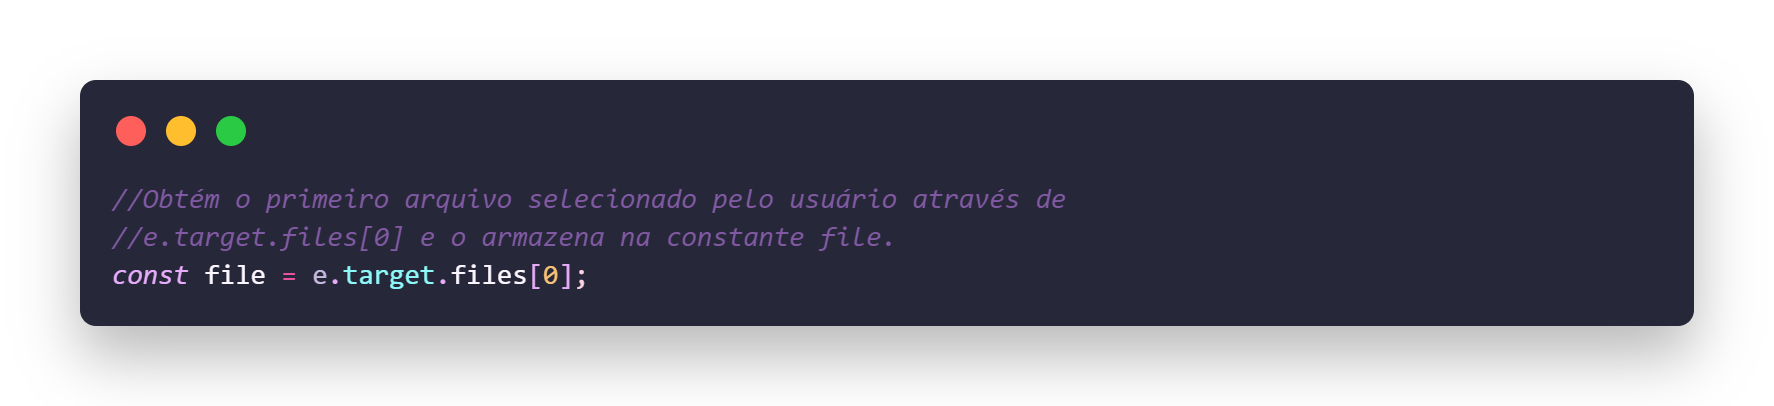 //Obtém o primeiro arquivo selecionado pelo usuário através de
//e.target.files[0] e o armazena na constante file.
const file = e.target.files[0];